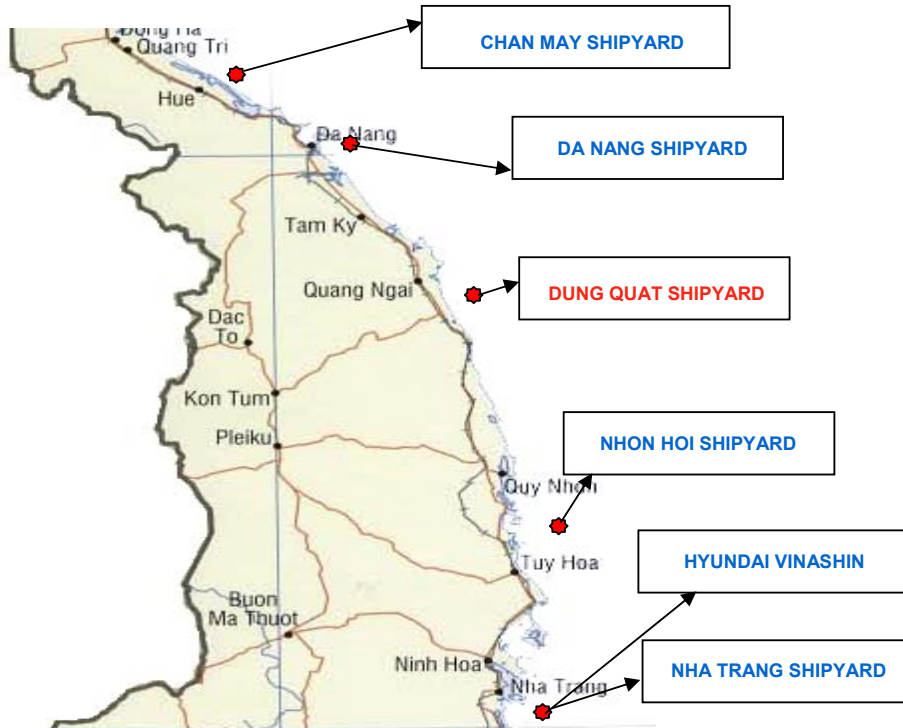 CHAN MAY SHIPYARD
Dong Ha
Quang Tri
Hue
Da Nang
DA NANG SHIPYARD
Tam Ky
Quang Ngai
DUNG QUAT SHIPYARD
Dac
To
Kon Tum
Pleiku
NHON HOI SHIPYARD
Quy Nhon
Tuy Hoa
HYUNDAI VINASHIN
Buon
Ma Thuot
Ninh Hoa
NHA TRANG SHIPYARD
Nha Trang